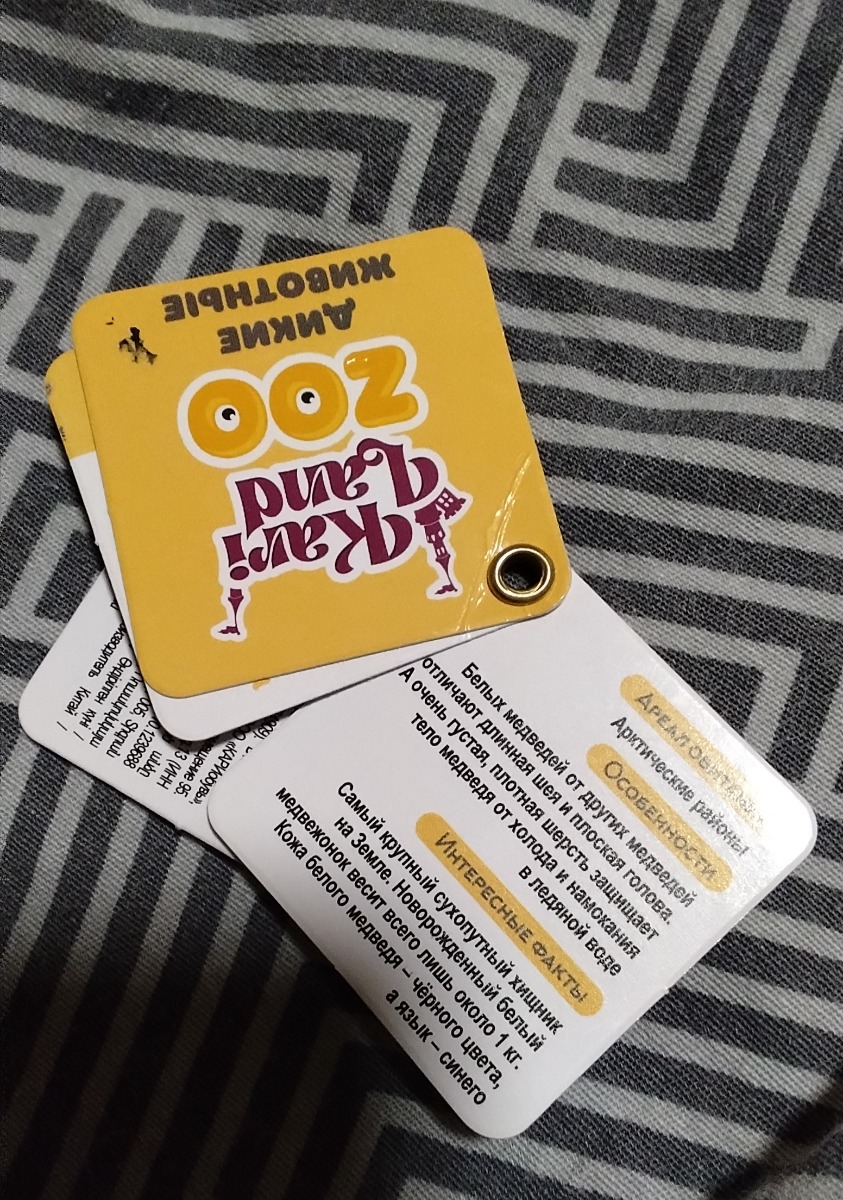 Kari
Land
ZOO
ДИКИЕ
ЖИВОТНЫЕ
АРЕАЛ ОБИТАНИЯ
Арктические районы
ОСОБЕННОСТИ
Белых медведей от других медведей
отличают длинная шея и плоская голова.
А очень густая, плотная шерсть защищает
тело медведя от холода и намокания
в ледяной воде
ИНТЕРЕСНЫЕ ФАКТЫ
Самый крупный сухопутный хищник
на Земле. Новорожденный белый
медвежонок весит всего лишь около 1 кг.
Кожа белого медведя – чёрного цвета,
а язык – синего
Китай /